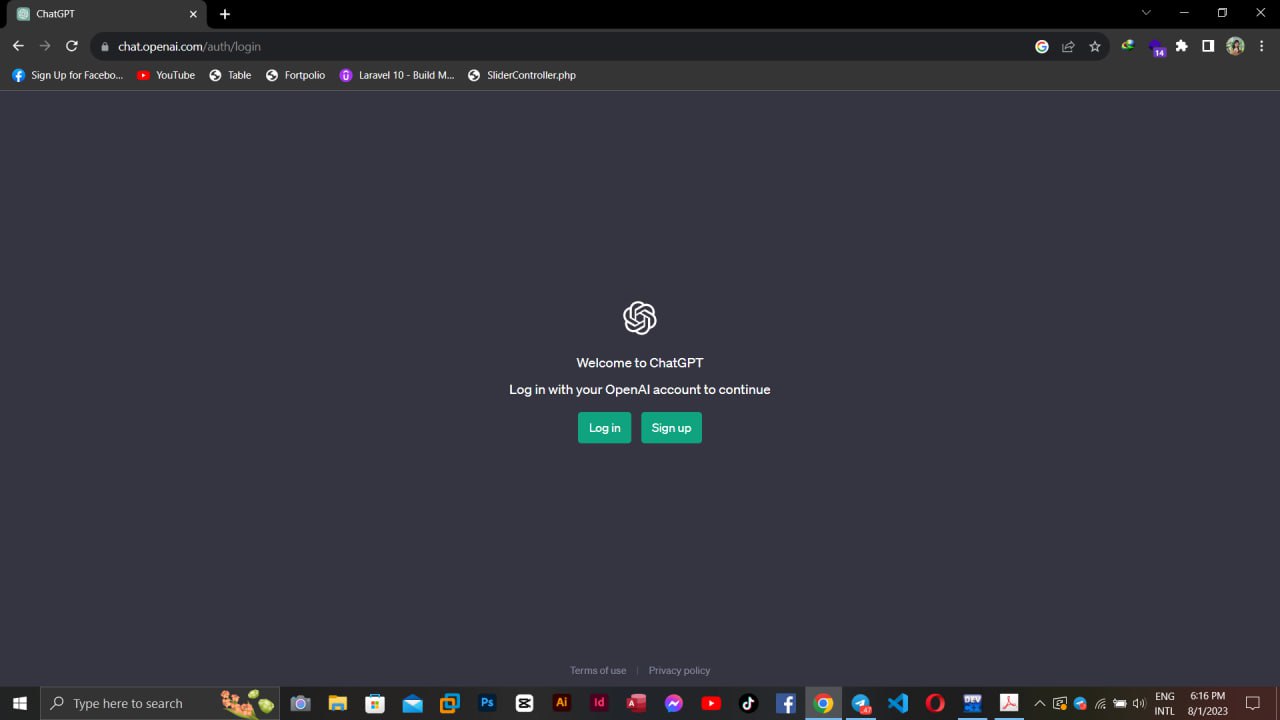 ChatGPT
chat.openai.com/auth/login
14
Sign Up for Facebo...
YouTube
Table
Fortpolio
Laravel 10 - Build M...
SliderController.php
Welcome to ChatGPT
Log in with your OpenAI account to continue
Log in
Sign up
Terms of use
Privacy policy
Type here to search
Ps
Ai
Id
A
47
DEV
ENG
INTL
6:16 PM
8/1/2023